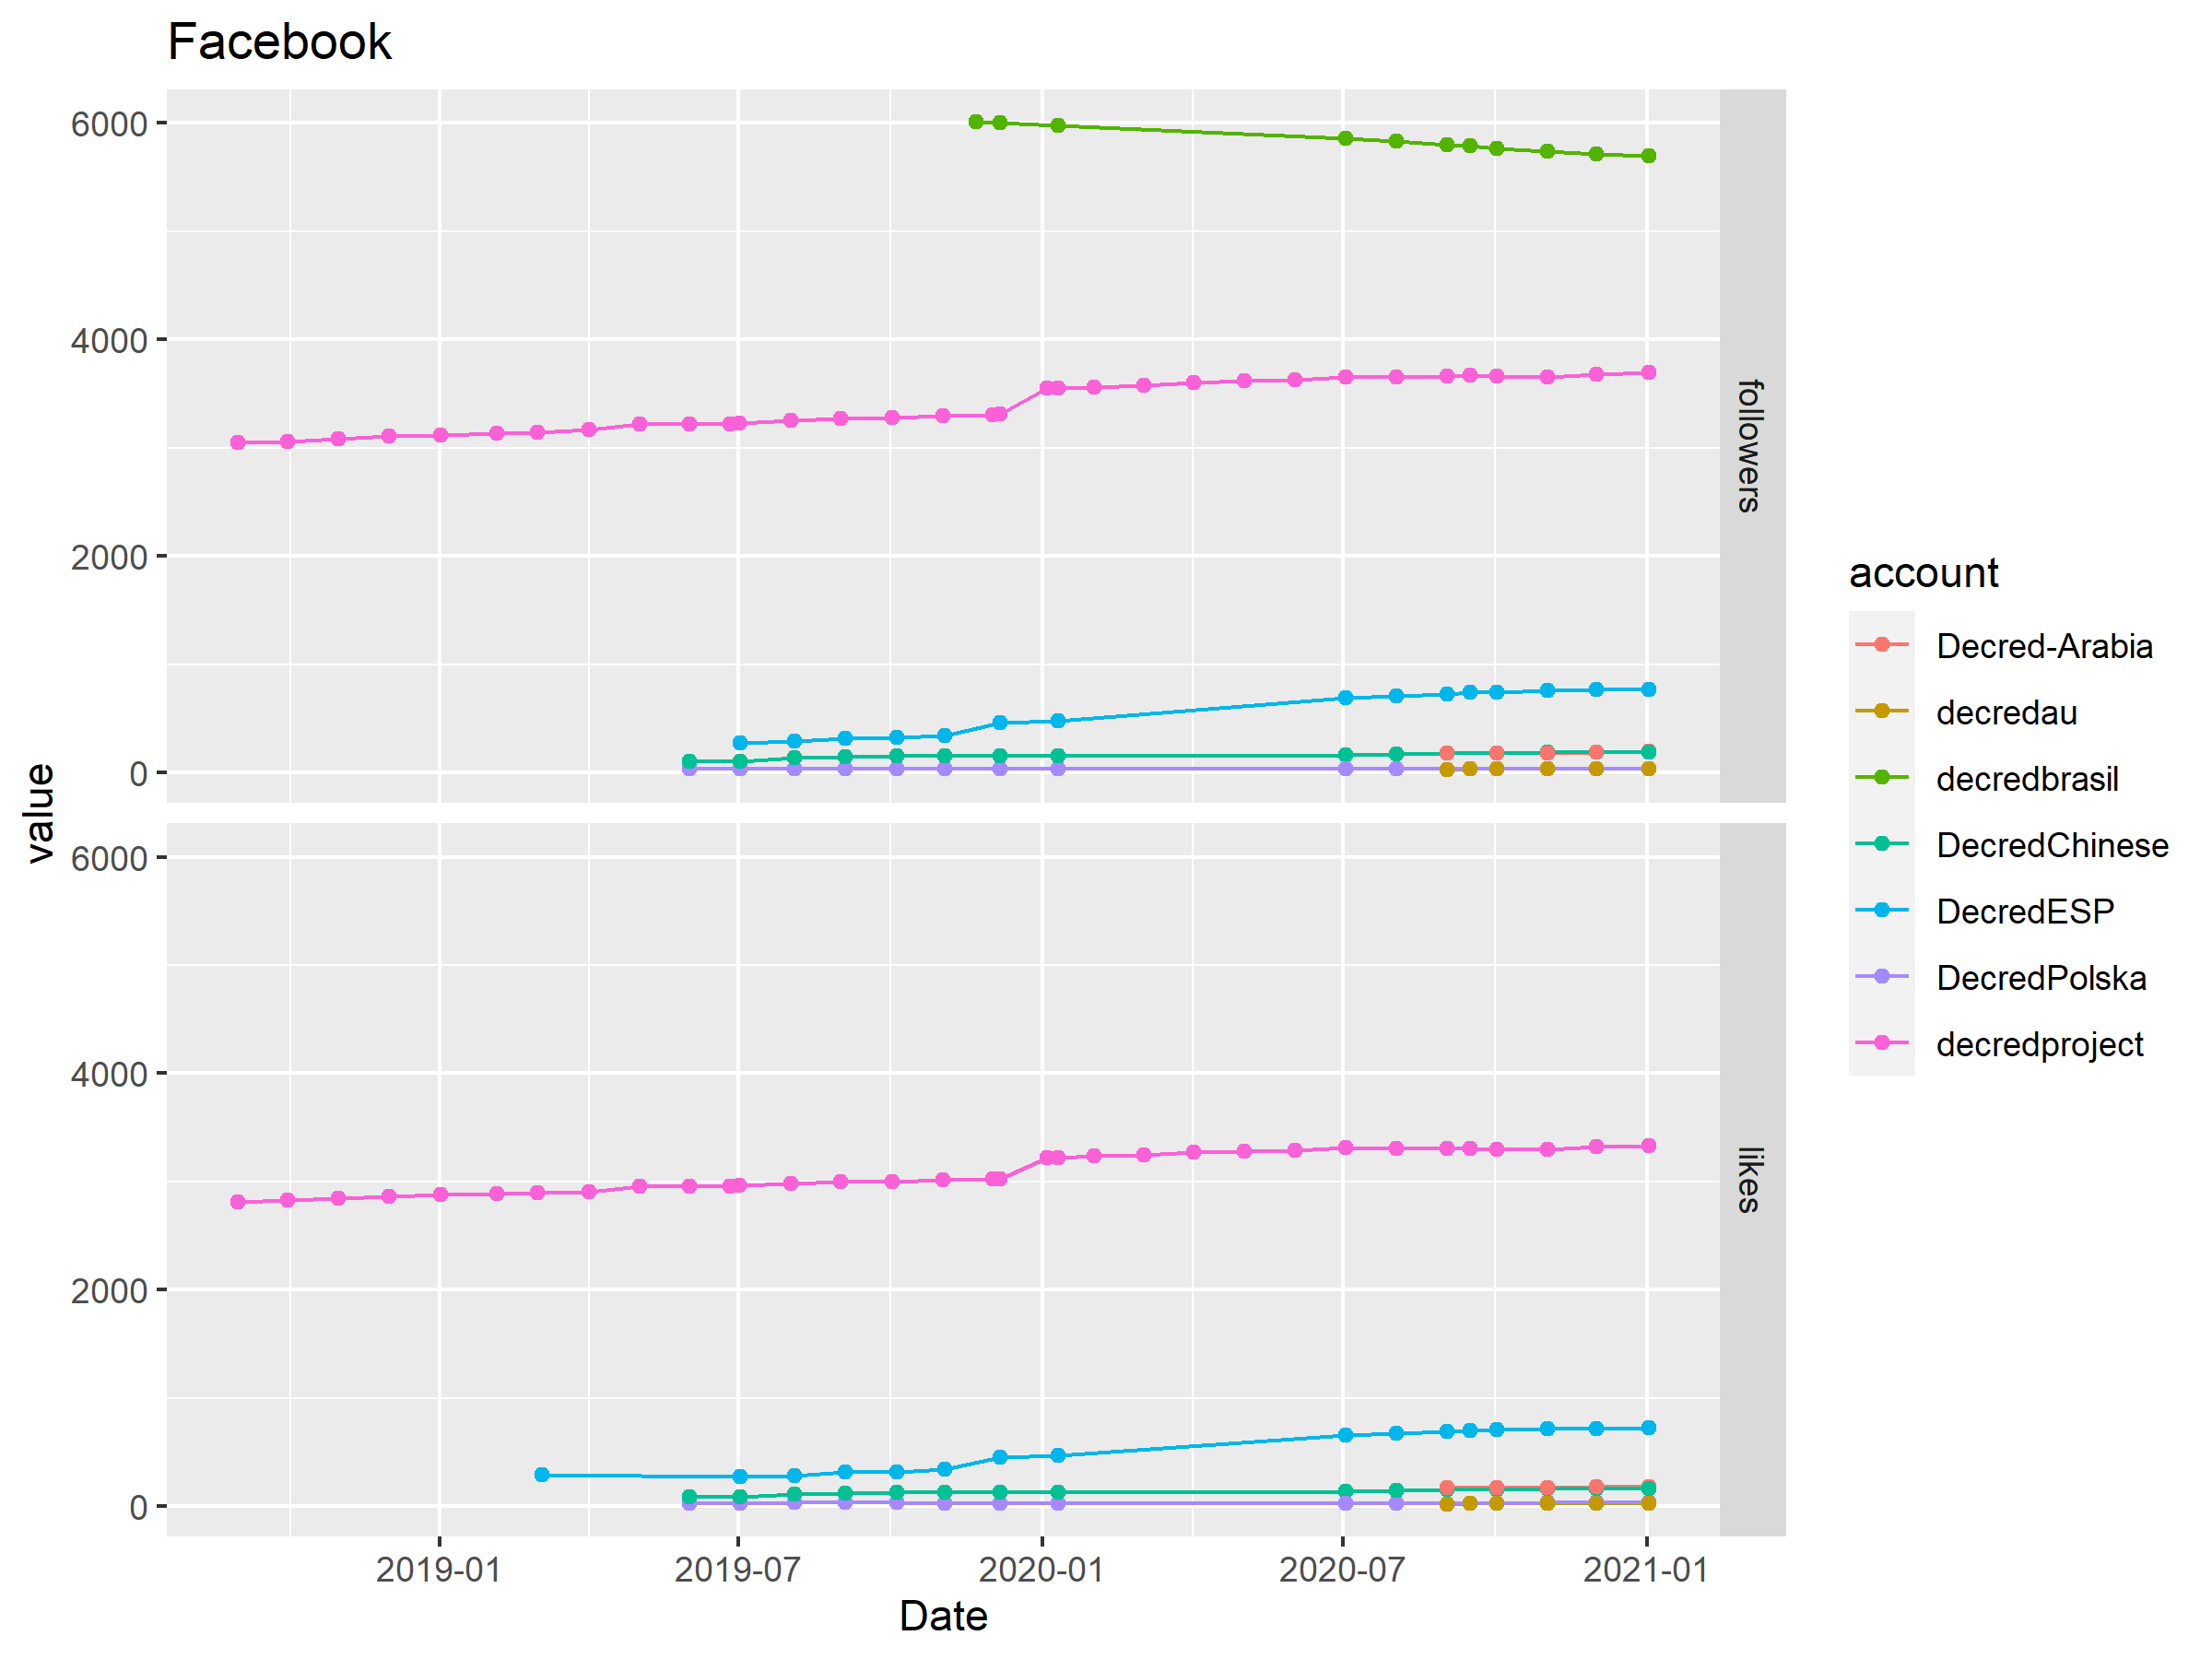 Facebook
6000
4000
2000
0
followers
value
6000
4000
2000
0
likes
2019-01
2019-07
2020-01
2020-07
2021-01
Date
account
Decred-Arabia
decredau
decredbrasil
DecredChinese
DecredESP
DecredPolska
decredproject